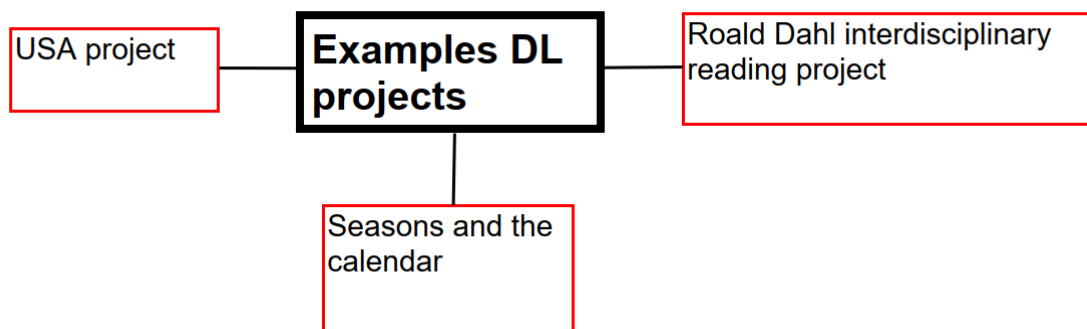 USA project
Examples DL
projects
Roald Dahl interdisciplinary
reading project
Seasons and the
calendar